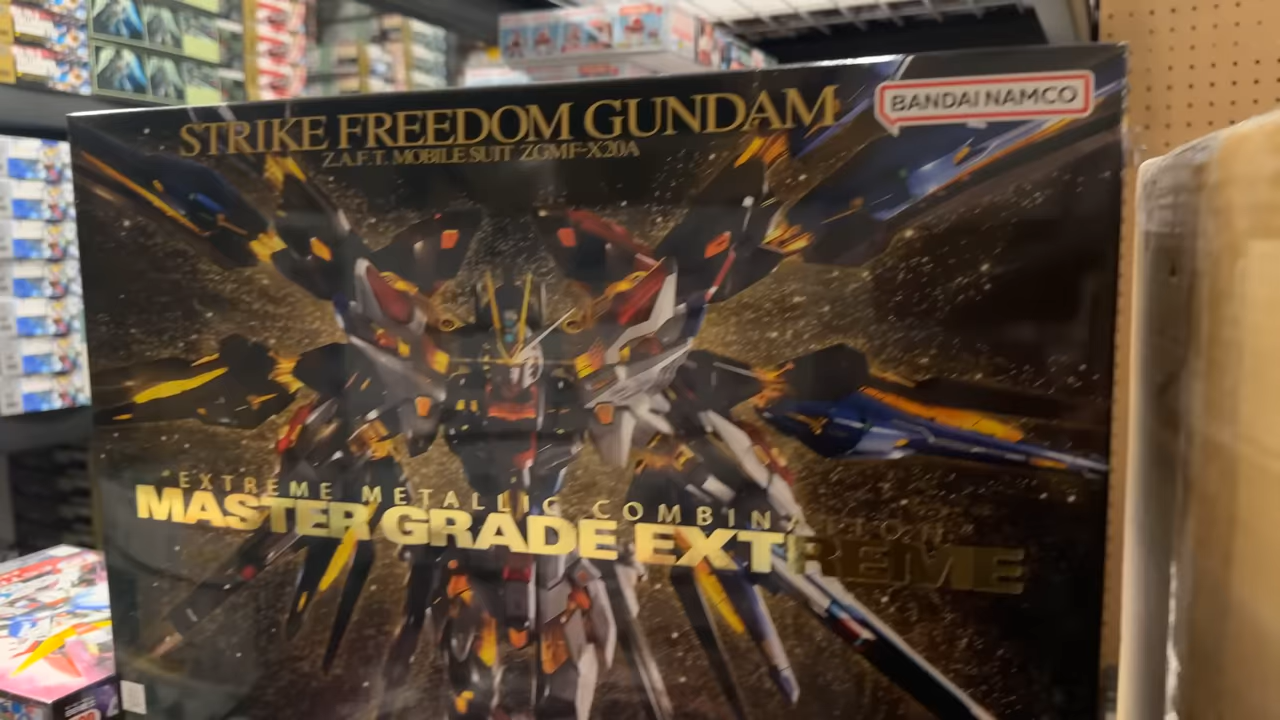 STRIKE FREEDOM GUNDAM
BANDAI NAMCO
Z.A.F.T. MOBILE SUIT ZGMF-X20A
EXTREME METALLIC COMBINATION
MASTER GRADE EXTREME